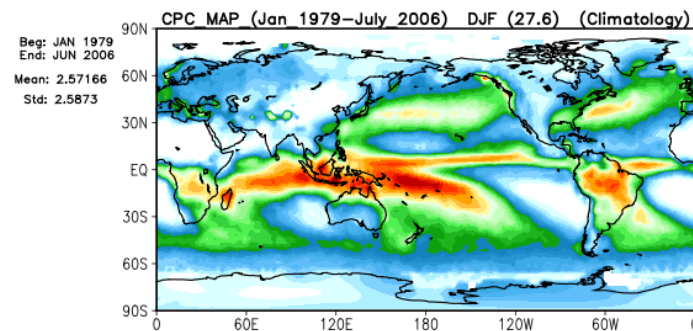 CPC_MAP_(Jan_1979-July_2006) DJF (27.6) (Climatology)
Beg: JAN 1979
End: JUN 2006
Mean: 2.57166
Std: 2.5873
90N
60N
30N
EQ
30S
60S
90S
0 60E 120E 180 120W 60W